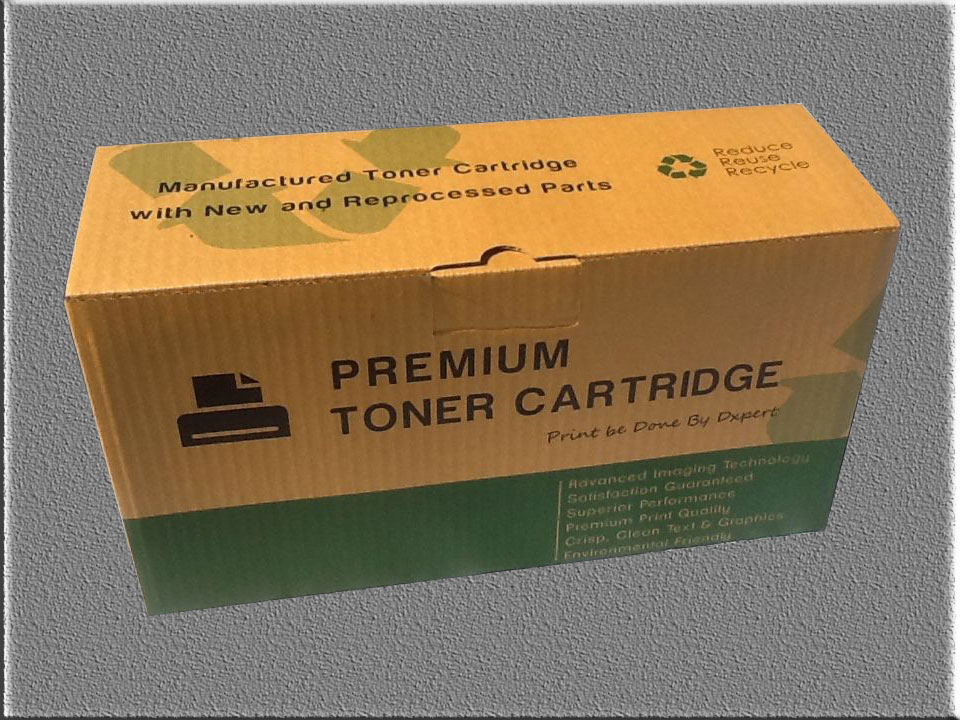 Manufactured Toner Cartridge
with New and Reprocessed Parts
Reduce
Reuse
Recycle
PREMIUM
TONER CARTRIDGE
Print be Done By Dxpert
Advanced Imaging Technology
Satisfaction Guaranteed
Superior Performance
Premium Print Quality
Crisp, Clean Text & Graphics
Environmental Friendly